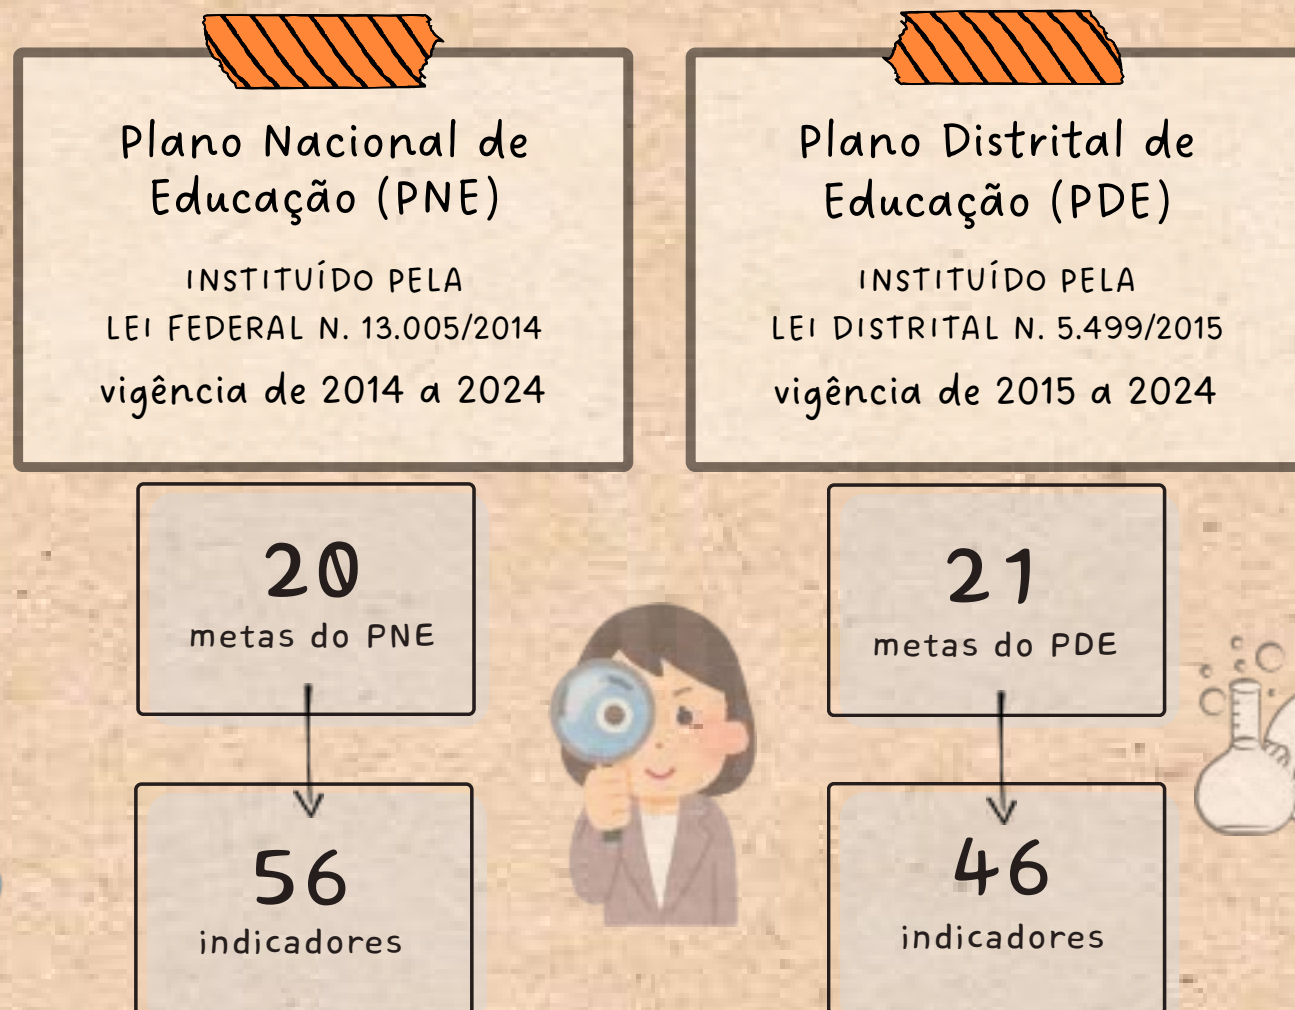 Plano Nacional de
Educação (PNE)
INSTITUÍDO PELA
LEI FEDERAL N. 13.005/2014
vigência de 2014 a 2024
20
metas do PNE
56
indicadores
Plano Distrital de
Educação (PDE)
INSTITUÍDO PELA
LEI DISTRITAL N. 5.499/2015
vigência de 2015 a 2024
21
metas do PDE
46
indicadores